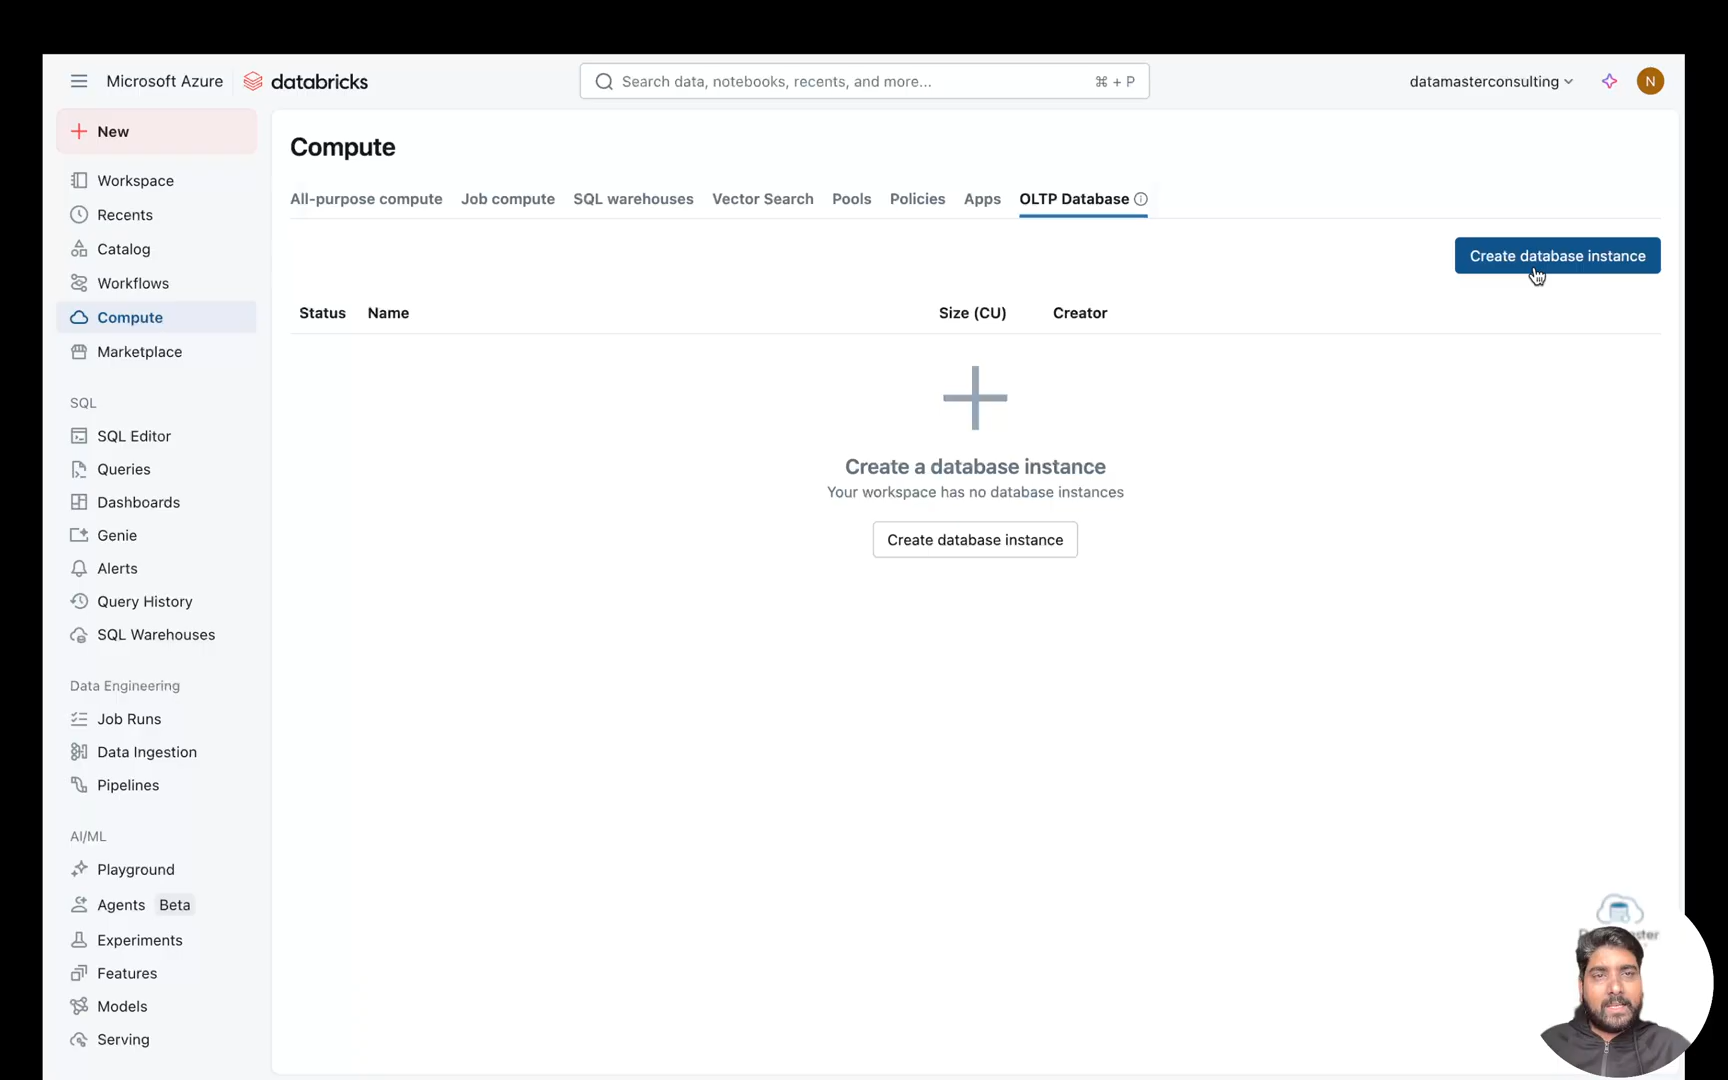 Microsoft Azure
databricks
Search data, notebooks, recents, and more...
⌘ + P
datamasterconsulting
N
New
Workspace
Recents
Catalog
Workflows
Compute
Marketplace
SQL
SQL Editor
Queries
Dashboards
Genie
Alerts
Query History
SQL Warehouses
Data Engineering
Job Runs
Data Ingestion
Pipelines
AI/ML
Playground
Agents Beta
Experiments
Features
Models
Serving
Compute
All-purpose compute Job compute SQL warehouses Vector Search Pools Policies Apps OLTP Database
Create database instance
Status Name Size (CU) Creator
Create a database instance
Your workspace has no database instances
Create database instance